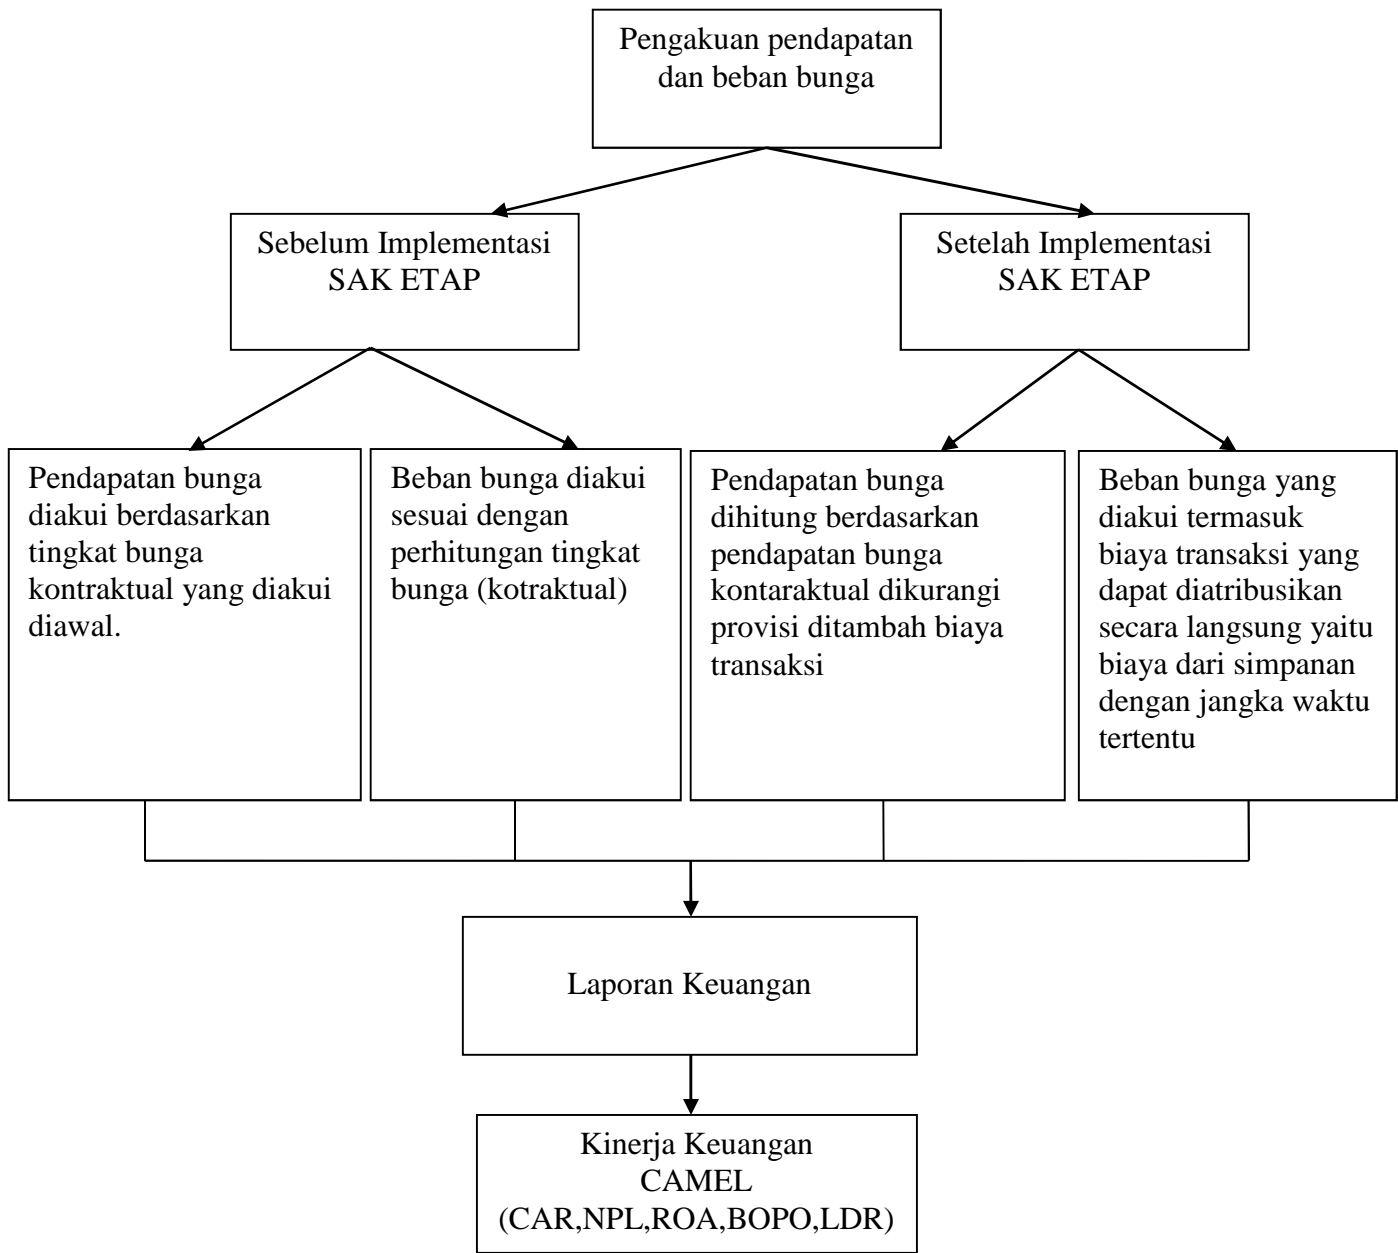 Pengakuan pendapatan
dan beban bunga
Sebelum Implementasi
SAK ETAP
Setelah Implementasi
SAK ETAP
Pendapatan bunga
diakui berdasarkan
tingkat bunga
kontraktual yang diakui
diawal.
Beban bunga diakui
sesuai dengan
perhitungan tingkat
bunga (kotraktual)
Pendapatan bunga
dihitung berdasarkan
pendapatan bunga
kontaraktual dikurangi
provisi ditambah biaya
transaksi
Beban bunga yang
diakui termasuk
biaya transaksi yang
dapat diatribusikan
secara langsung yaitu
biaya dari simpanan
dengan jangka waktu
tertentu
Laporan Keuangan
Kinerja Keuangan
CAMEL
(CAR,NPL,ROA,BOPO,LDR)